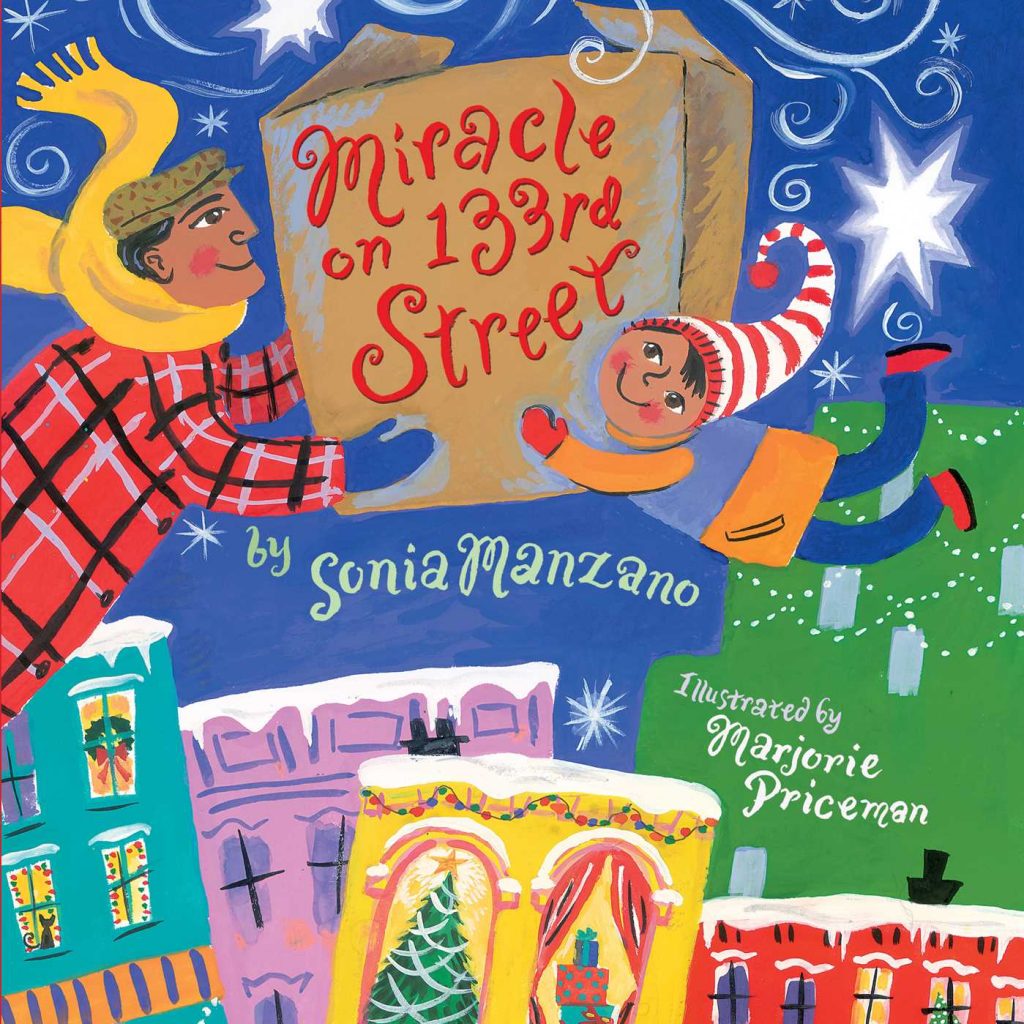 Miracle
on 133rd
Street
by Sonia Manzano
Illustrated by
Marjorie
Priceman